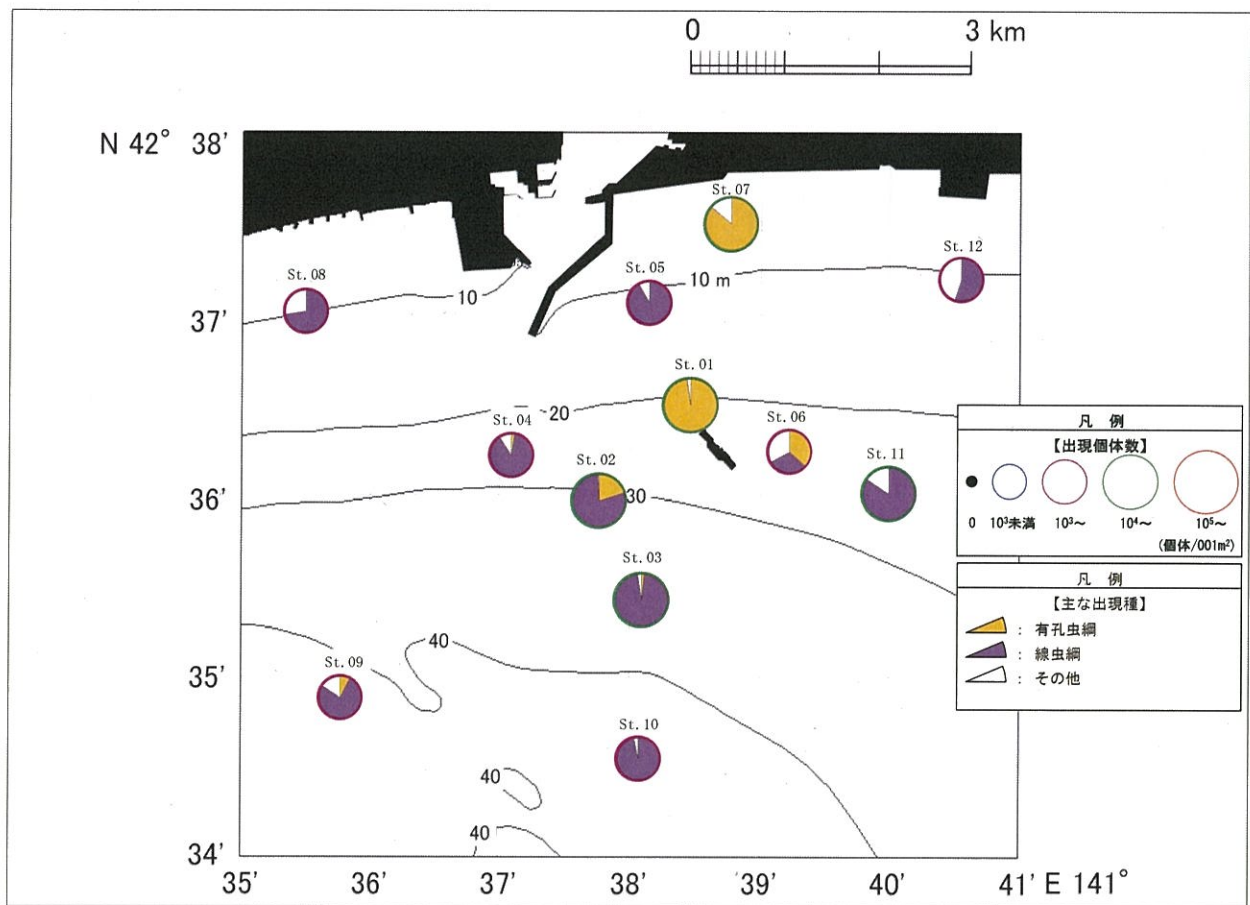 0 3 km
N 42° 38'
St. 07
St. 12
St. 08
St. 05
10 m
10
37'
St. 01
20
St. 04
St. 06
St. 02
St. 11
36'
30
St. 03
40
St. 09
35'
St. 10
40
40
34'
35' 36' 37' 38' 39' 40' 41' E 141°
凡 例
【出現個体数】
0 10³未満 10³～ 10⁴～ 10⁵～
(個体/001m²)
凡 例
【主な出現種】
: 有孔虫綱
: 線虫綱
: その他